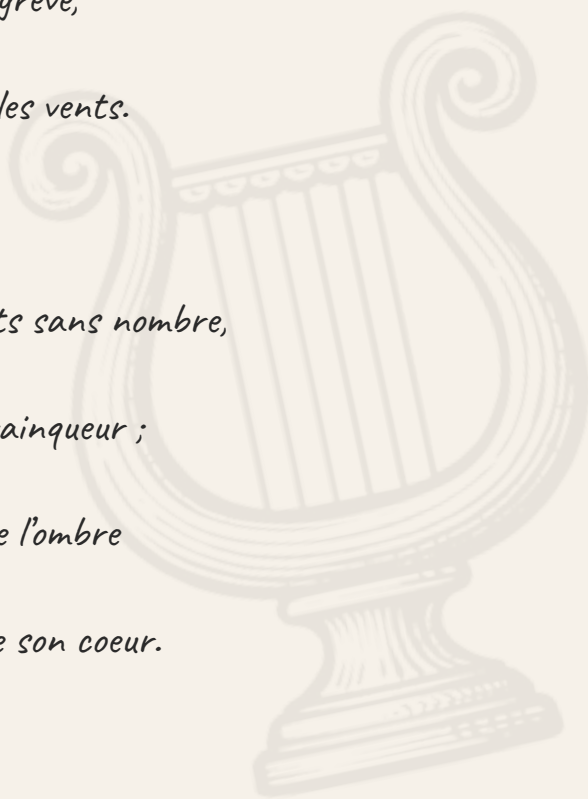 grève,
les vents.
ts sans nombre,
ainqueur ;
e l'ombre
e son coeur.